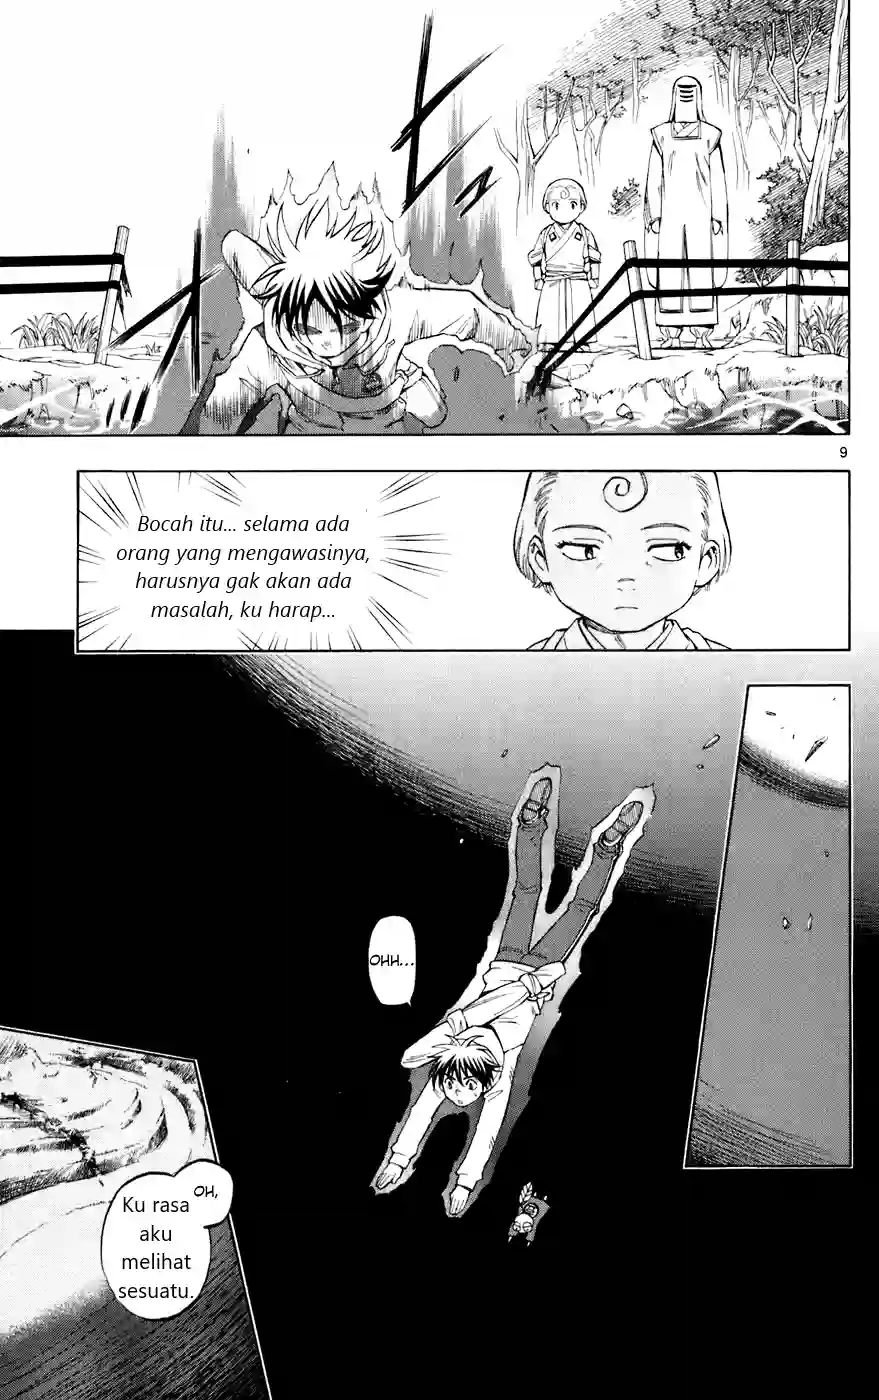 9
Bocah itu... selama ada
orang yang mengawasinya,
harusnya gak akan ada
masalah, ku harap...
OHH...
OH,
Ku rasa
aku
melihat
sesuatu.